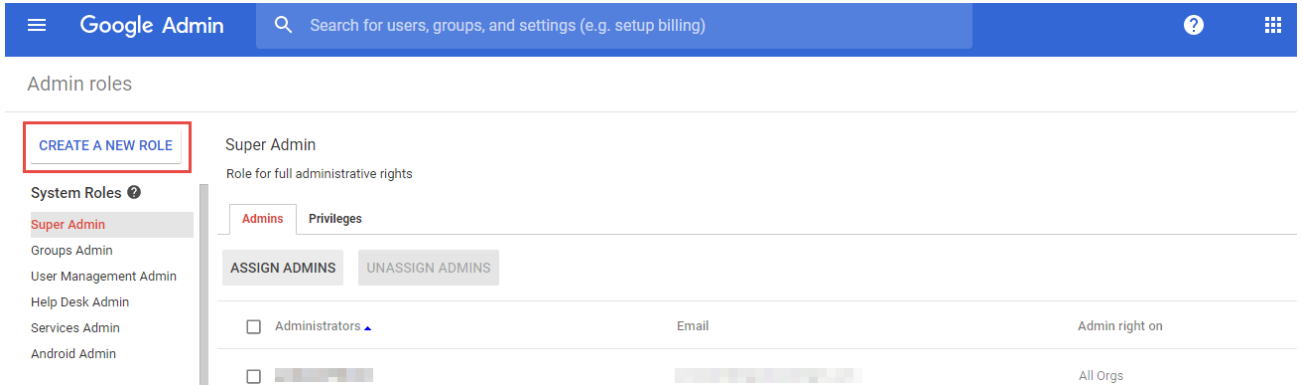 Google Admin
Search for users, groups, and settings (e.g. setup billing)
Admin roles
CREATE A NEW ROLE
System Roles
Super Admin
Groups Admin
User Management Admin
Help Desk Admin
Services Admin
Android Admin
Super Admin
Role for full administrative rights
Admins Privileges
ASSIGN ADMINS UNASSIGN ADMINS
Administrators Email Admin right on
All Orgs